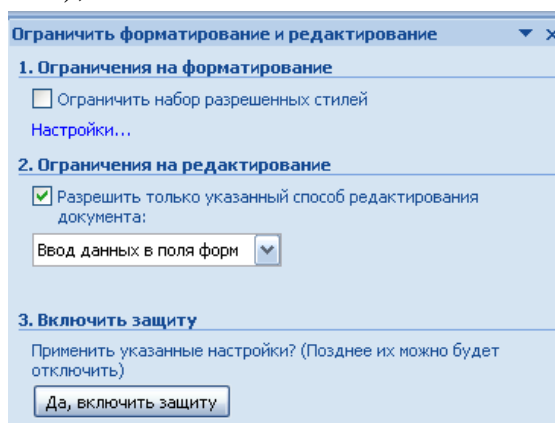 Ограничить форматирование и редактирование
1. Ограничения на форматирование
Ограничить набор разрешенных стилей
Настройки...
2. Ограничения на редактирование
Разрешить только указанный способ редактирования
документа:
Ввод данных в поля форм
3. Включить защиту
Применить указанные настройки? (Позднее их можно будет
отключить)
Да, включить защиту